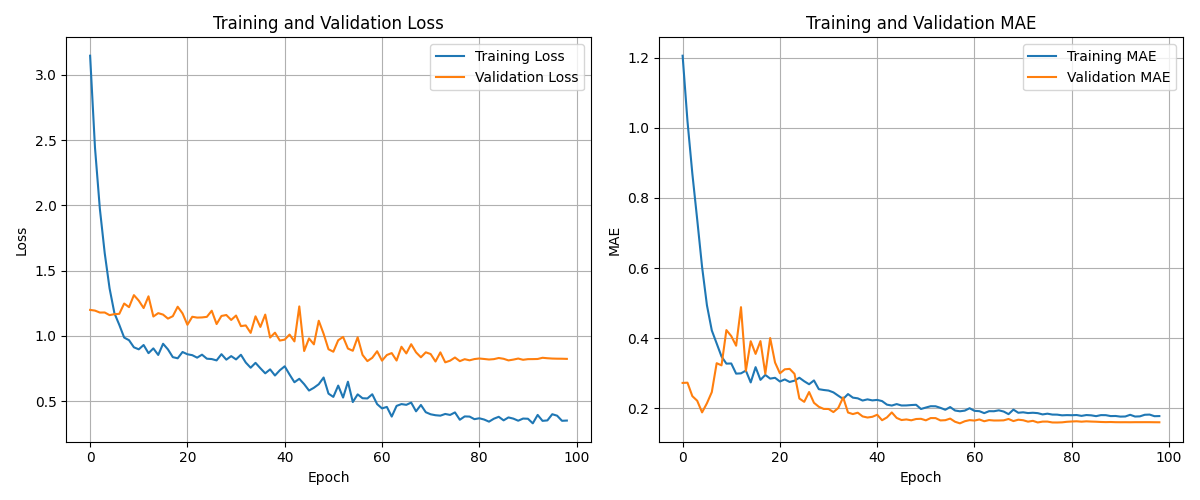 Training and Validation Loss
Training Loss
Validation Loss
3.0
2.5
2.0
1.5
1.0
0.5
Loss
0 20 40 60 80 100
Epoch
Training and Validation MAE
Training MAE
Validation MAE
1.2
1.0
0.8
0.6
0.4
0.2
MAE
0 20 40 60 80 100
Epoch